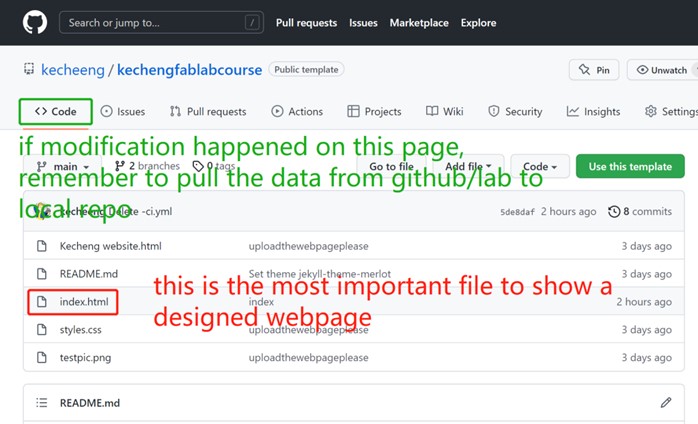 Search or jump to... /
Pull requests Issues Marketplace Explore
kecheeng / kechengfablabcourse Public template
Pin Unwatch
<> Code Issues Pull requests Actions Projects Wiki Security Insights Settings
if modification happened on this page,
main 2 branches 0 tags Go to file Add file Code Use this template
remember to pull the data from github/lab to
local repo
kecheeng Delete -ci.yml 5de8daf 2 hours ago 8 commits
Kecheng website.html uploadthewebpageplease 3 days ago
README.md Set theme jekyll-theme-merlot 3 days ago
this is the most important file to show a
index.html index 2 hours ago
designed webpage
styles.css uploadthewebpageplease 3 days ago
testpic.png uploadthewebpageplease 3 days ago
README.md